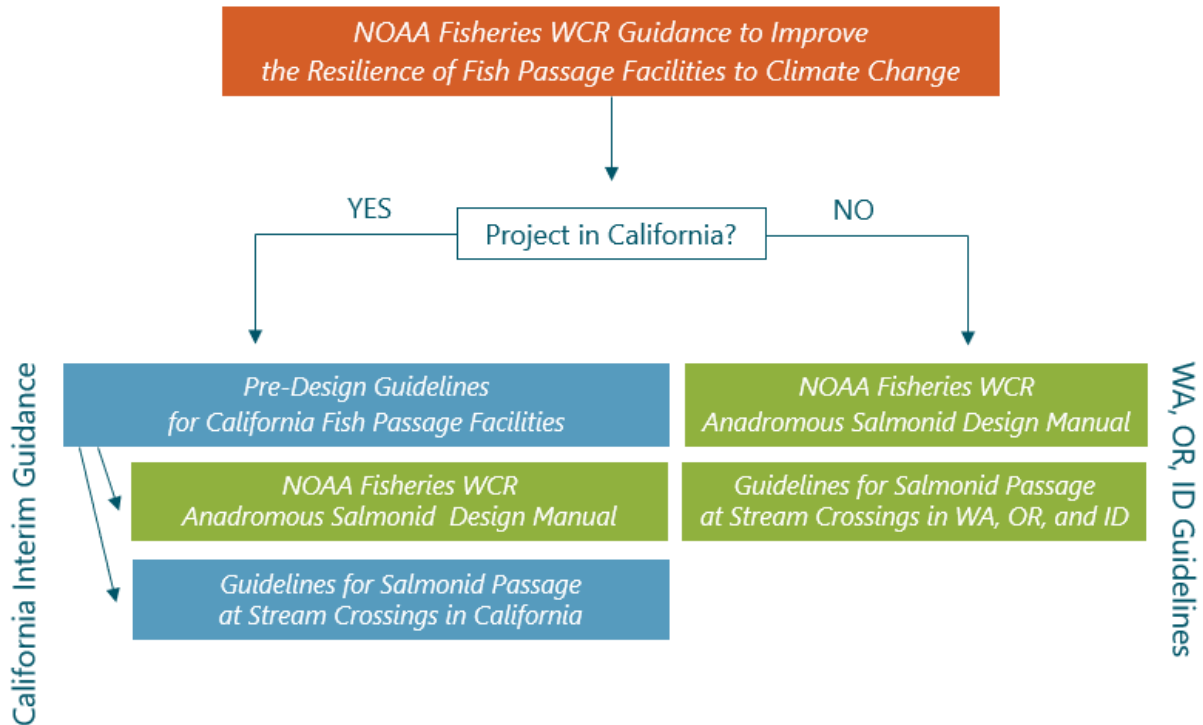 NOAA Fisheries WCR Guidance to Improve
the Resilience of Fish Passage Facilities to Climate Change
YES
NO
Project in California?
California Interim Guidance
Pre-Design Guidelines
for California Fish Passage Facilities
NOAA Fisheries WCR
Anadromous Salmonid Design Manual
Guidelines for Salmonid Passage
at Stream Crossings in California
NOAA Fisheries WCR
Anadromous Salmonid Design Manual
Guidelines for Salmonid Passage
at Stream Crossings in WA, OR, and ID
WA, OR, ID Guidelines